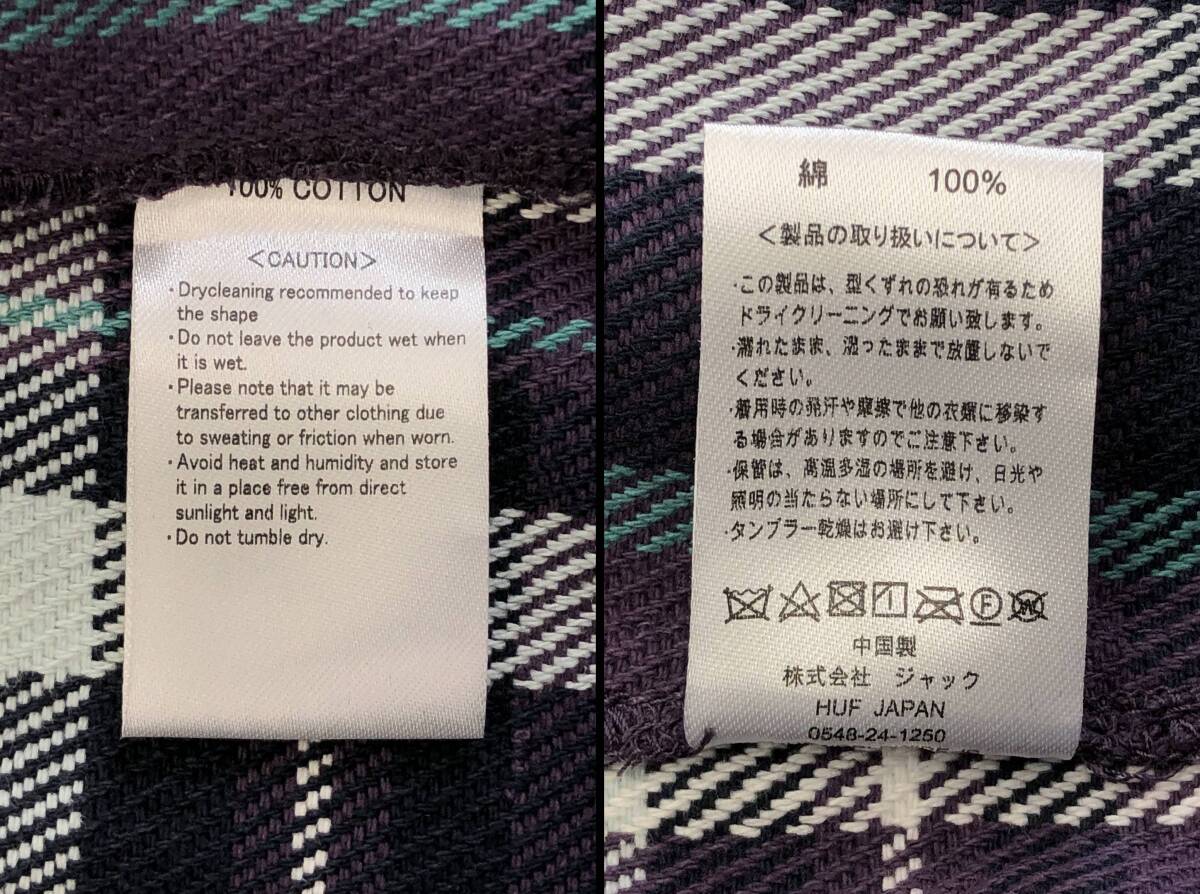 100% COTTON
<CAUTION>
・Drycleaning recommended to keep
the shape
・Do not leave the product wet when
it is wet.
・Please note that it may be
transferred to other clothing due
to sweating or friction when worn.
・Avoid heat and humidity and store
it in a place free from direct
sunlight and light.
・Do not tumble dry.
綿 100%
<製品の取り扱いについて>
・この製品は、型くずれの恐れが有るため
ドライクリーニングでお願い致します。
・濡れたまま、湿ったままで放置しないで
ください。
・着用時の発汗や摩擦で他の衣類に移染す
る場合がありますのでご注意下さい。
・保管は、高温多湿の場所を避け、日光や
照明の当たらない場所にして下さい。
・タンブラー乾燥はお避け下さい。
F W
中国製
株式会社 ジャック
HUF JAPAN
0548-24-1250